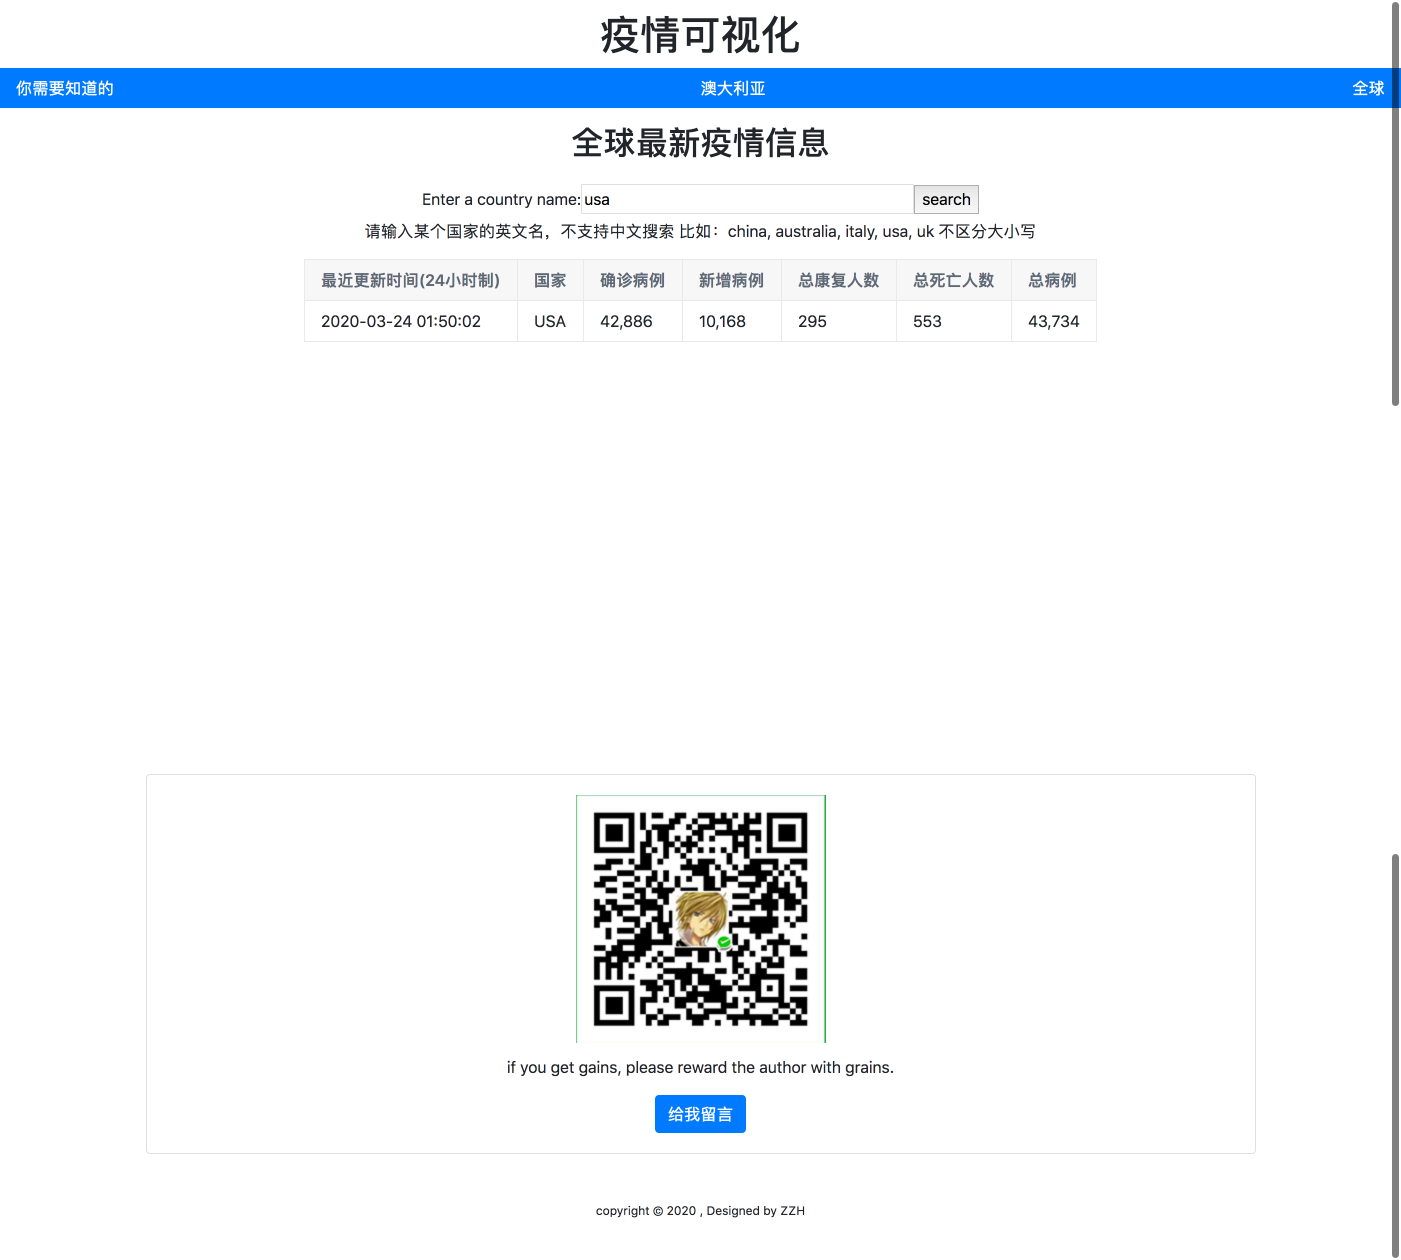 疫情可视化
你需要知道的 澳大利亚 全球
全球最新疫情信息
Enter a country name: usa search
请输入某个国家的英文名，不支持中文搜索 比如：china, australia, italy, usa, uk 不区分大小写
最近更新时间(24小时制) 国家 确诊病例 新增病例 总康复人数 总死亡人数 总病例
2020-03-24 01:50:02 USA 42,886 10,168 295 553 43,734
if you get gains, please reward the author with grains.
给我留言
copyright © 2020 , Designed by ZZH